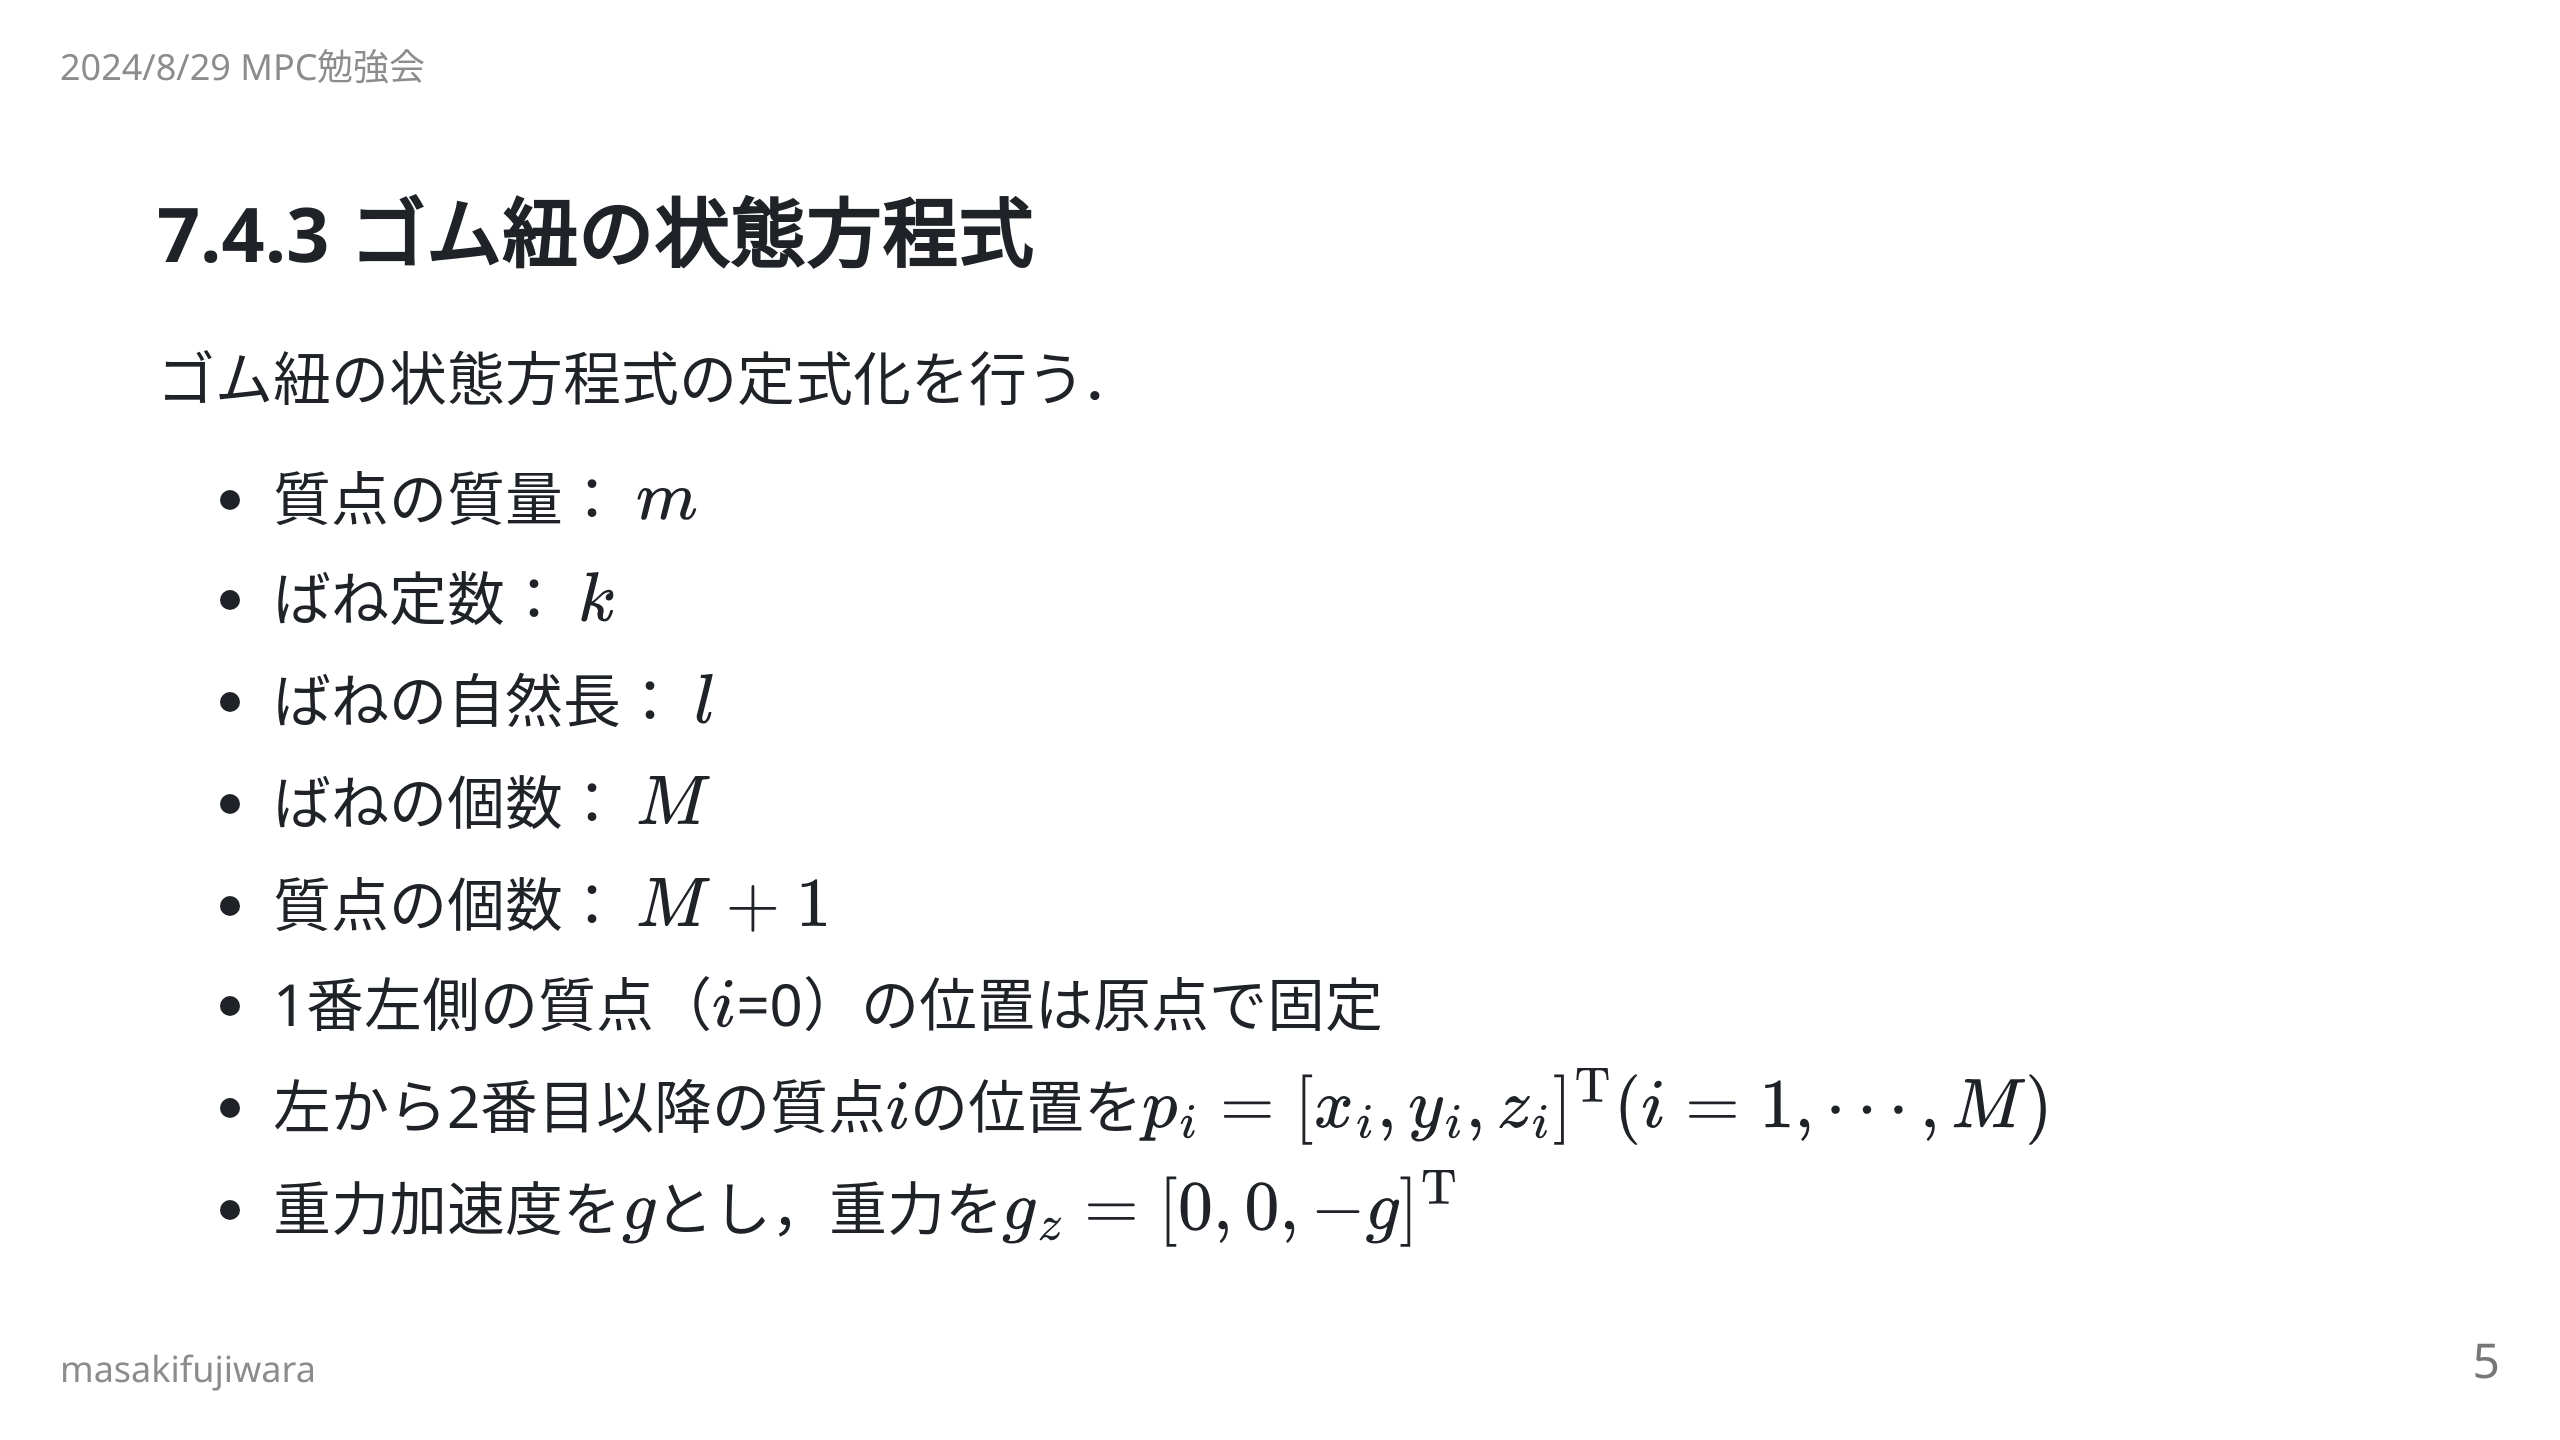 2024/8/29 MPC勉強会
7.4.3 ゴム紐の状態方程式
ゴム紐の状態方程式の定式化を行う．
• 質点の質量： m
• ばね定数： k
• ばねの自然長： l
• ばねの個数： M
• 質点の個数： M + 1
• 1番左側の質点（i=0）の位置は原点で固定
• 左から2番目以降の質点iの位置をp_i = [x_i, y_i, z_i]^T (i = 1, ⋯ , M)
• 重力加速度をgとし，重力をg_z = [0, 0, −g]^T
masakifujiwara
5